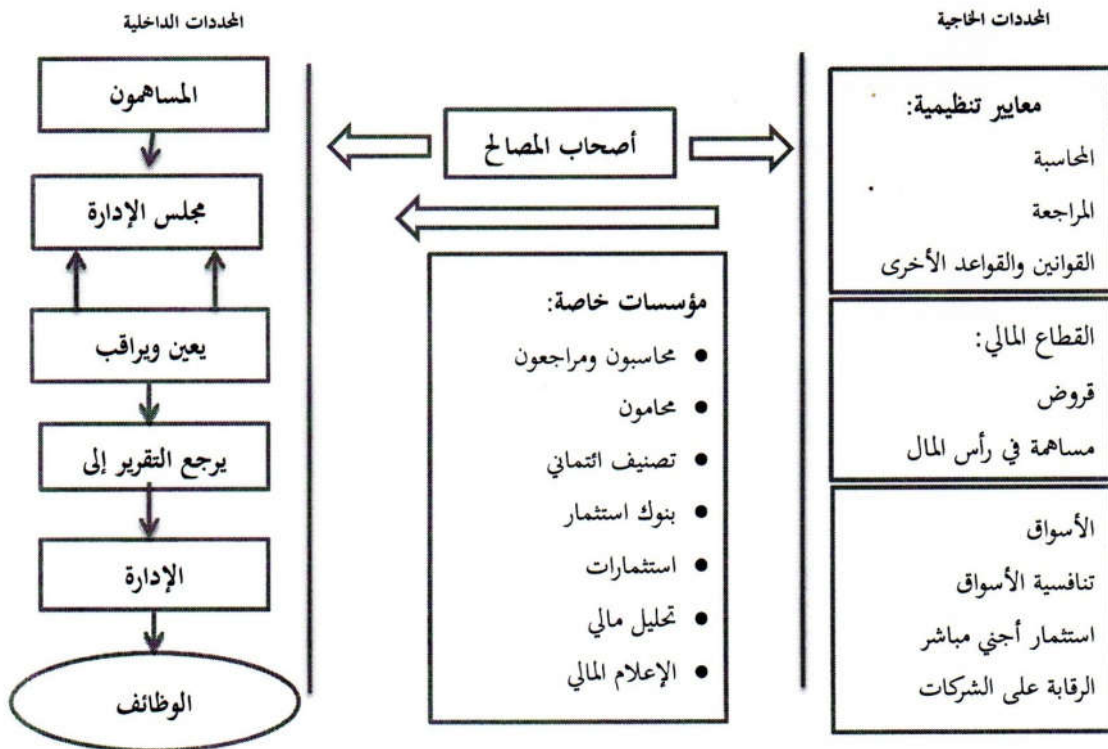 المحددات الخاجية
معايير تنظيمية:
المحاسبة
المراجعة
القوانين والقواعد الأخرى
القطاع المالي:
قروض
مساهمة في رأس المال
الأسواق
تنافسية الأسواق
استثمار أجني مباشر
الرقابة على الشركات
أصحاب المصالح
مؤسسات خاصة:
● محاسبون ومراجعون
● محامون
● تصنيف ائتماني
● بنوك استثمار
● استثمارات
● تحليل مالي
● الإعلام المالي
المحددات الداخلية
المساهمون
مجلس الإدارة
يعين ويراقب
يرجع التقرير إلى
الإدارة
الوظائف